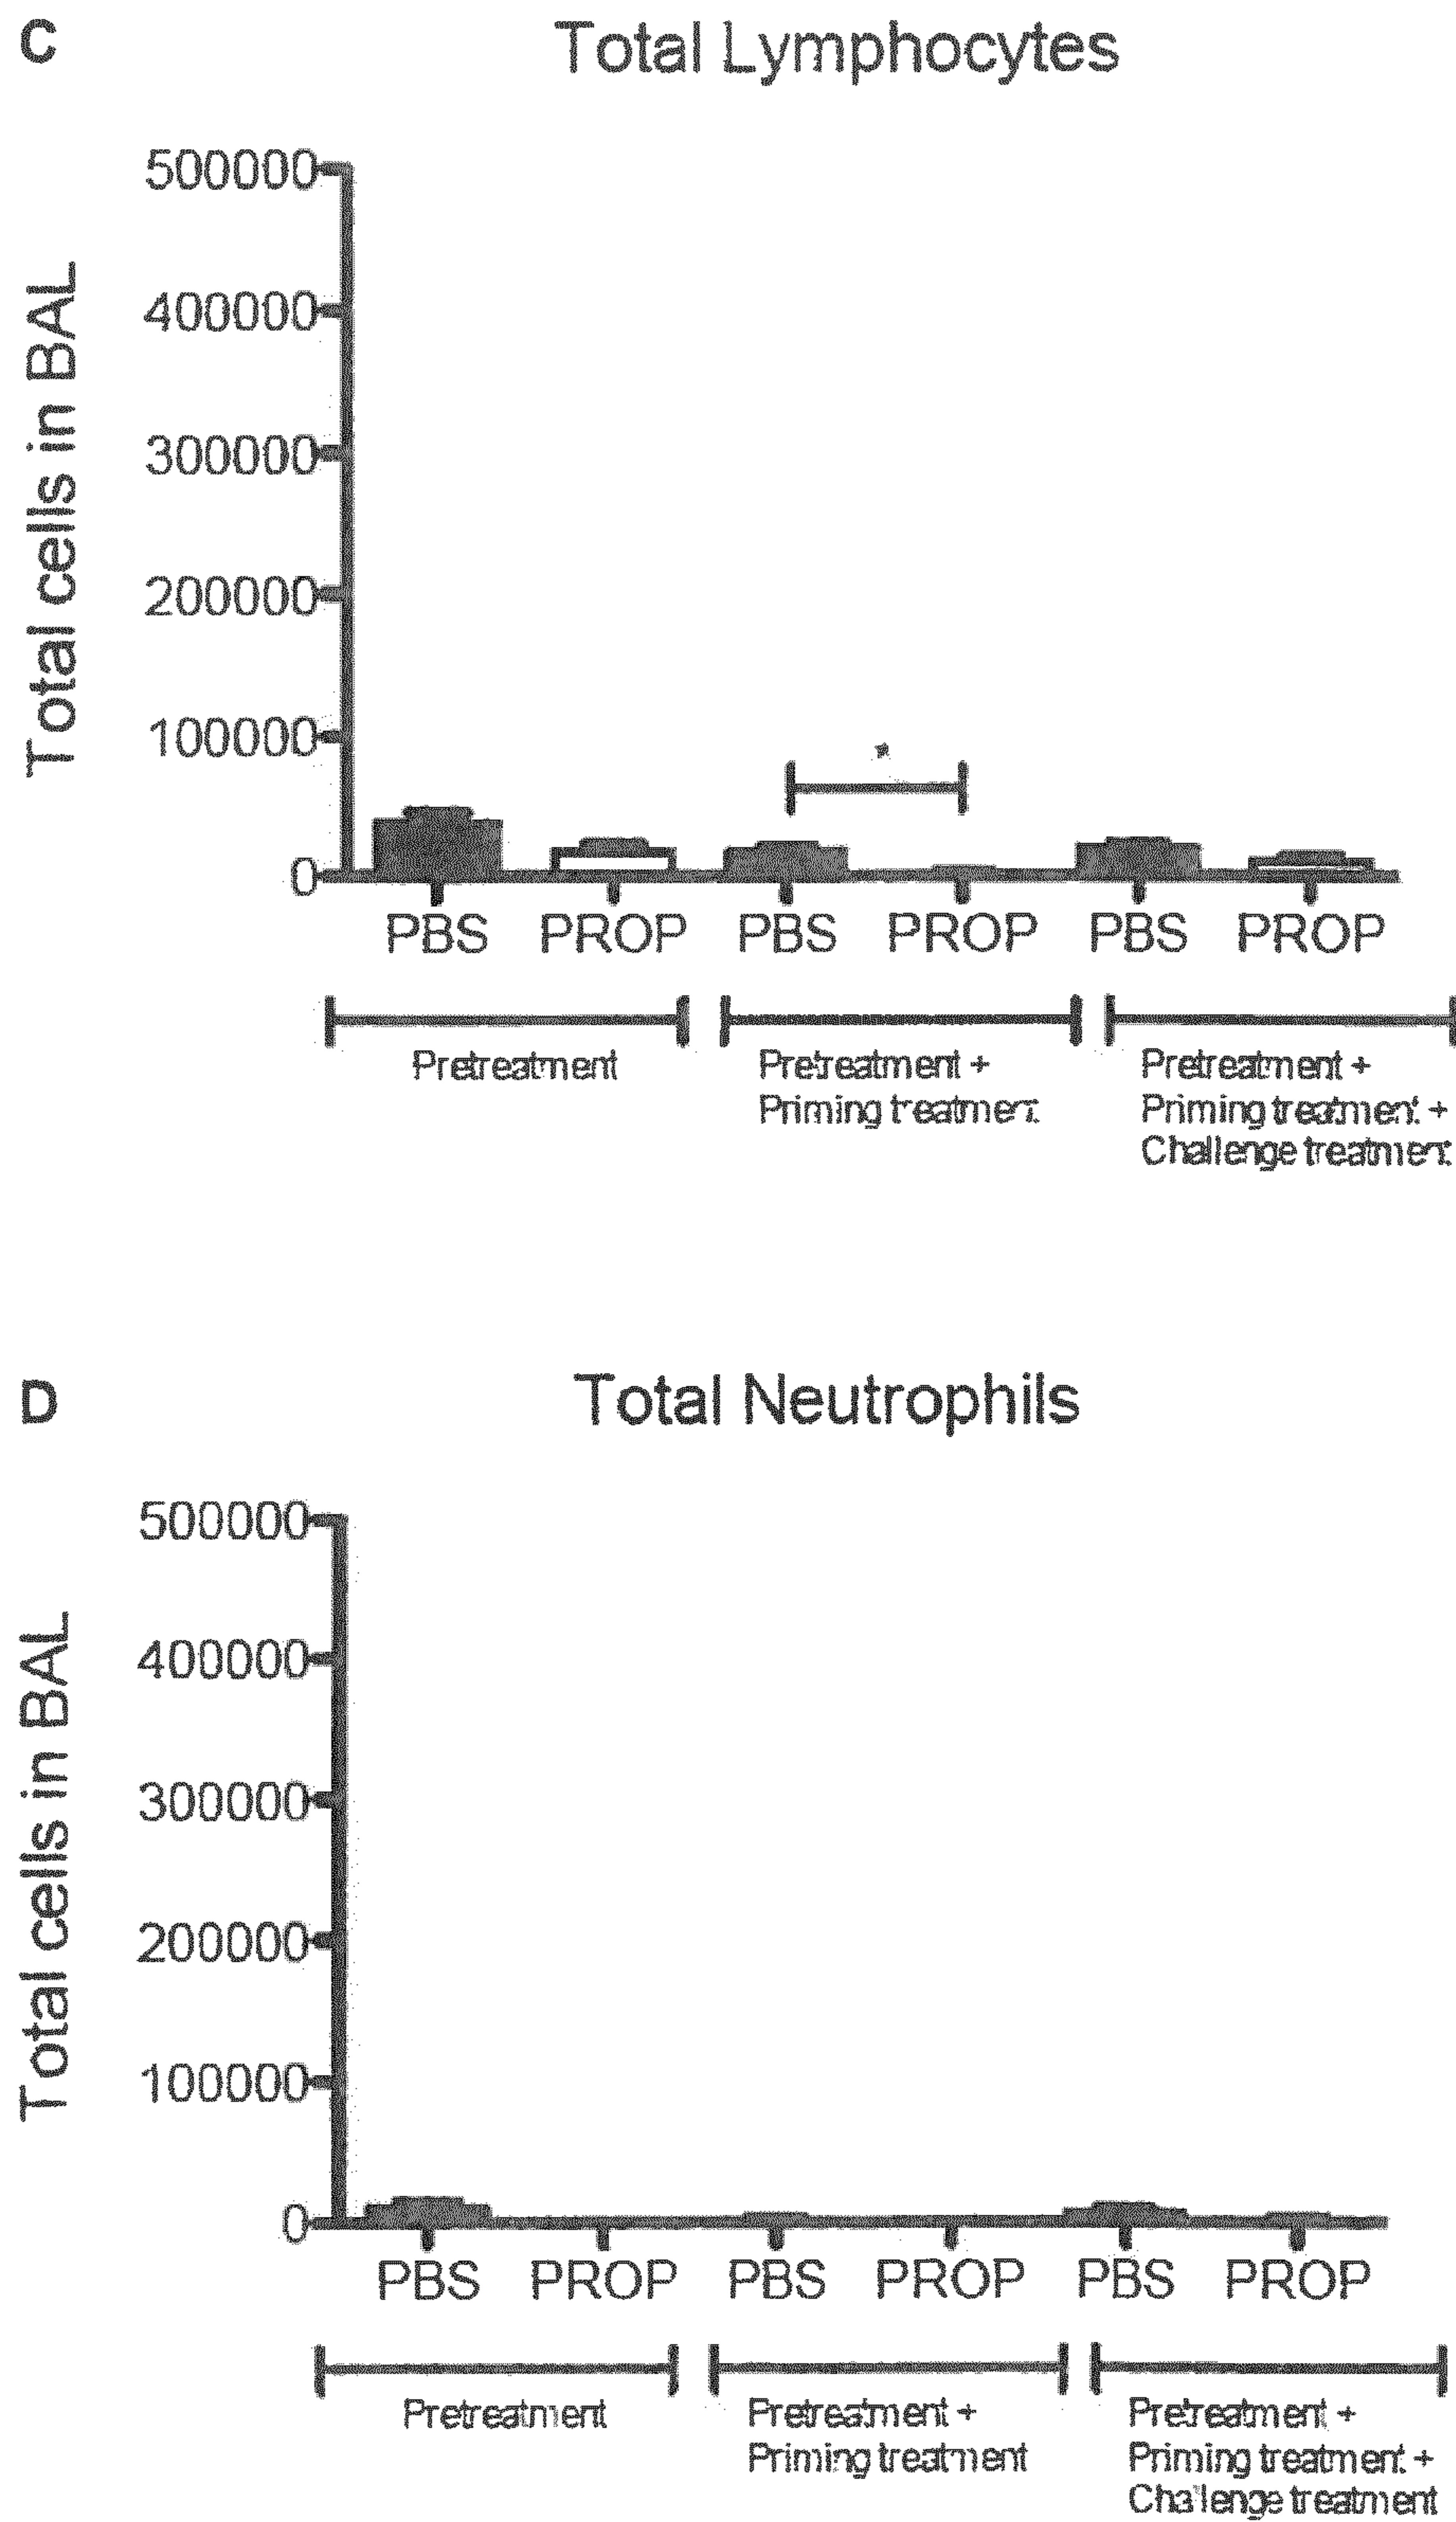 C
Total Lymphocytes
Total cells in BAL
500000
400000
300000
200000
100000
0
*
PBS PROP PBS PROP PBS PROP
Pretreatment
Pretreatment +
Priming treatment
Pretreatment +
Priming treatment +
Challenge treatment
D
Total Neutrophils
Total cells in BAL
500000
400000
300000
200000
100000
0
PBS PROP PBS PROP PBS PROP
Pretreatment
Pretreatment +
Priming treatment
Pretreatment +
Priming treatment +
Challenge treatment